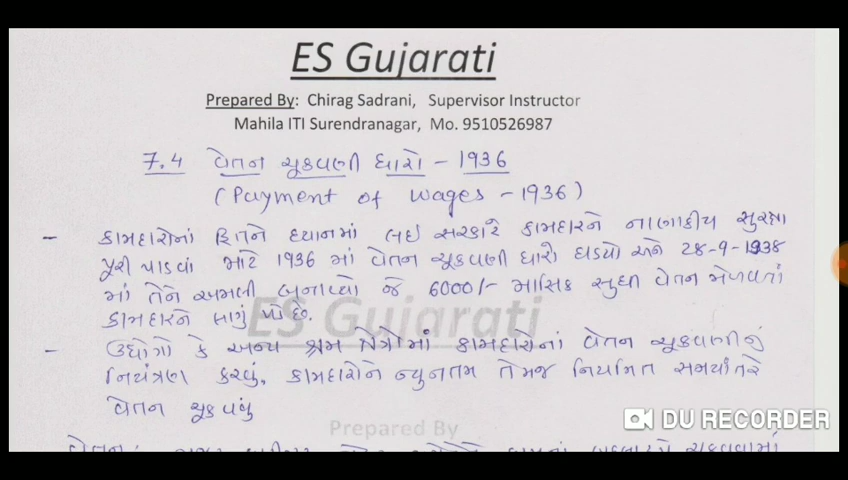 ES Gujarati
Prepared By: Chirag Sadrani, Supervisor Instructor
Mahila ITI Surendranagar, Mo. 9510526987
7.4 વેતન ચૂકવણી ધારો - 1936
(Payment of wages - 1936)
- કામદારોનાં હિતને ધ્યાનમાં લઇ સરકારે કામદારને નાણાકીય સુરક્ષા
પૂરી પાડવા માટે 1936 માં વેતન ચૂકવણી ધારો ઘડયો અને 28-9-1938
માં તેને અમલી બનાવ્યો જે 6000/- માસિક સુધી વેતન મેળવતાં
કામદારને લાગું પડે છે.
ES Gujarati
- ઉદ્યોગો કે અન્ય શ્રમ ક્ષેત્રોમાં કામદારોનાં વેતન ચૂકવણીનું
નિયંત્રણ કરવું, કામદારોને ન્યુનતમ તેમજ નિયમિત સમયાંતરે
વેતન ચૂકવવું
Prepared By
DU RECORDER
વેતન: